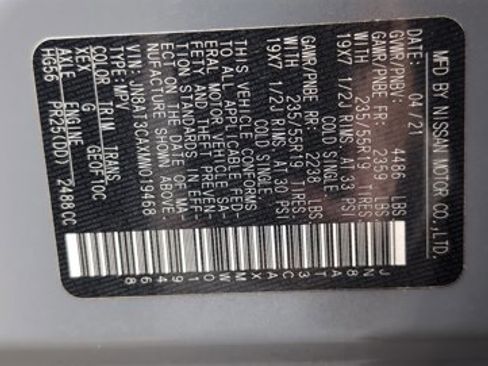 MFD BY NISSAN MOTOR CO., LTD.
DATE: 04/21
GVWR/PNBV: 4486 LBS
GAWR/PNBE FR: 2359 LBS
WITH 235/55R19 TIRES
19X7 1/2J RIMS, AT 33 PSI
COLD SINGLE
GAWR/PNBE RR: 2238 LBS
WITH 235/55R19 TIRES
19X7 1/2J RIMS, AT 30 PSI
COLD SINGLE
THIS VEHICLE CONFORMS
TO ALL APPLICABLE FED-
ERAL MOTOR VEHICLE SA-
FETY AND THEFT PREVEN-
TION STANDARDS IN EFF-
ECT ON THE DATE OF MA-
NUFACTURE SHOWN ABOVE.
VIN: JN8AT3CAXMW019468
TYPE: MPV
COLOR TRIM TRANS
XEX G
AXLE ENGINE
HG56 PR25(DD) 2488CC
JN8AT3CAXMW019468